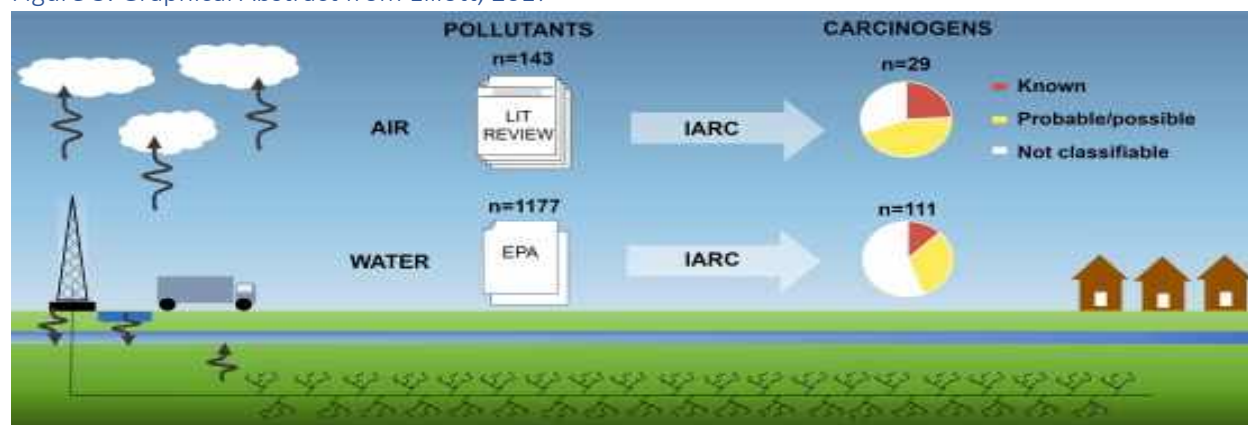 POLLUTANTS
CARCINOGENS
n=143
n=29
LIT
REVIEW
AIR
IARC
Known
Probable/possible
Not classifiable
n=1177
n=111
EPA
WATER
IARC